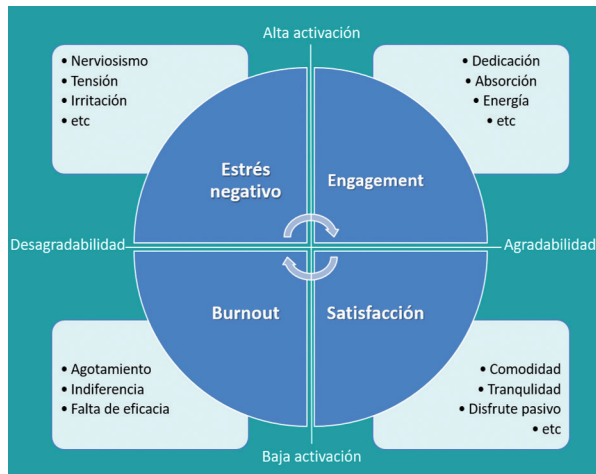 Alta activación
• Nerviosismo
• Tensión
• Irritación
• etc
• Dedicación
• Absorción
• Energía
• etc
Estrés
negativo
Engagement
Desagradabilidad
Agradabilidad
Burnout
Satisfacción
• Agotamiento
• Indiferencia
• Falta de eficacia
• Comodidad
• Tranqulidad
• Disfrute pasivo
• etc
Baja activación